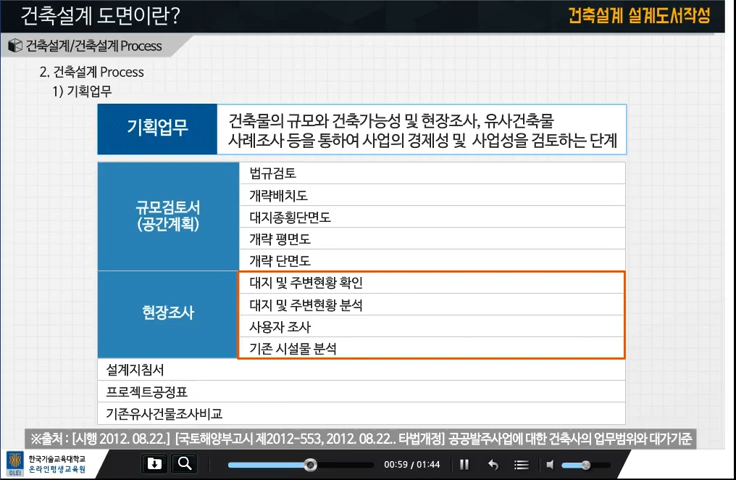 건축설계 도면이란?
건축설계 설계도서작성
건축설계/건축설계 Process
2. 건축설계 Process
1) 기획업무
기획업무
건축물의 규모와 건축가능성 및 현장조사, 유사건축물
사례조사 등을 통하여 사업의 경제성 및 사업성을 검토하는 단계
규모검토서
(공간계획)
법규검토
개략배치도
대지종횡단면도
개략 평면도
개략 단면도
현장조사
대지 및 주변현황 확인
대지 및 주변현황 분석
사용자 조사
기존 시설물 분석
설계지침서
프로젝트공정표
기존유사건물조사비교
※출처 : [시행 2012. 08.22.] [국토해양부고시 제2012-553, 2012. 08.22.. 타법개정] 공공발주사업에 대한 건축사의 업무범위와 대가기준
OLEI
한국기술교육대학교
온라인평생교육원
00:59 / 01:44